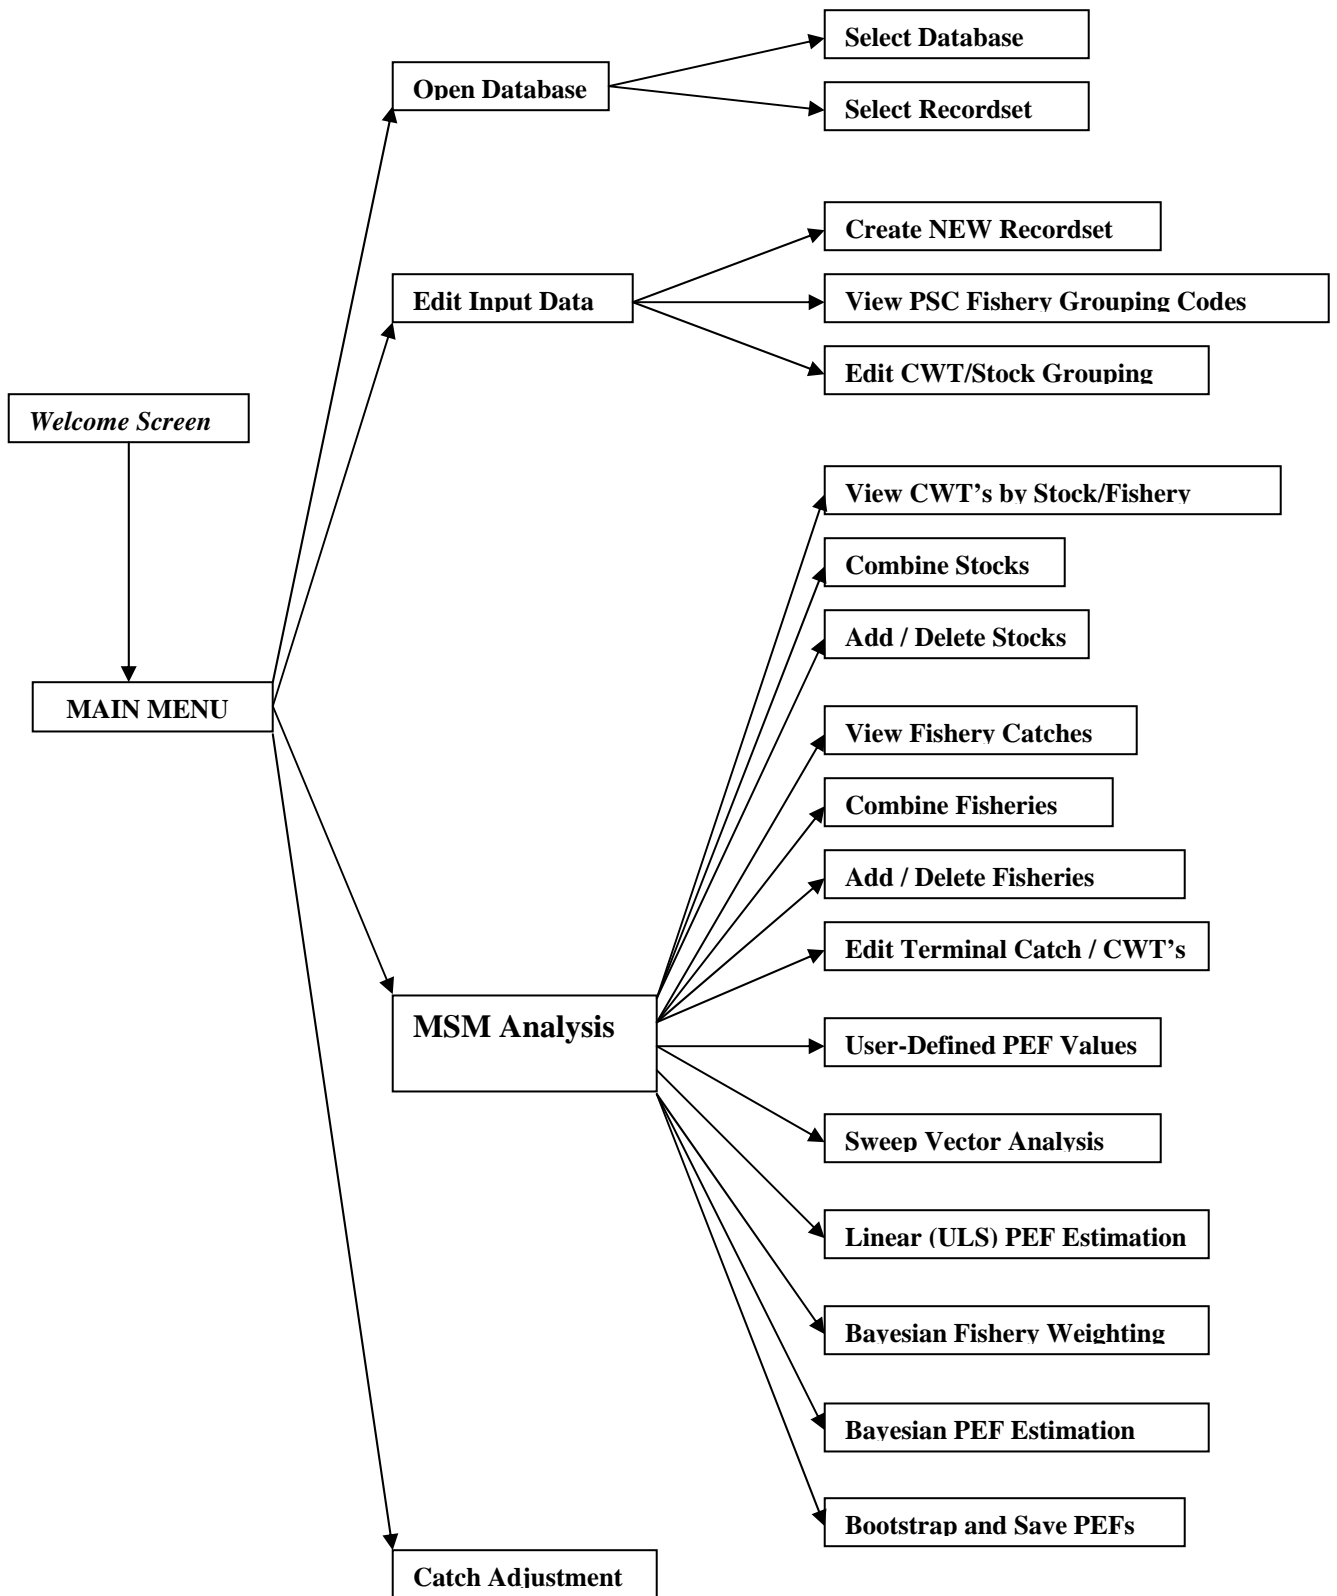 Select Database
Open Database
Select Recordset
Create NEW Recordset
Edit Input Data
View PSC Fishery Grouping Codes
Edit CWT/Stock Grouping
Welcome Screen
View CWT’s by Stock/Fishery
Combine Stocks
Add / Delete Stocks
MAIN MENU
View Fishery Catches
Combine Fisheries
Add / Delete Fisheries
Edit Terminal Catch / CWT’s
MSM Analysis
User-Defined PEF Values
Sweep Vector Analysis
Linear (ULS) PEF Estimation
Bayesian Fishery Weighting
Bayesian PEF Estimation
Bootstrap and Save PEFs
Catch Adjustment